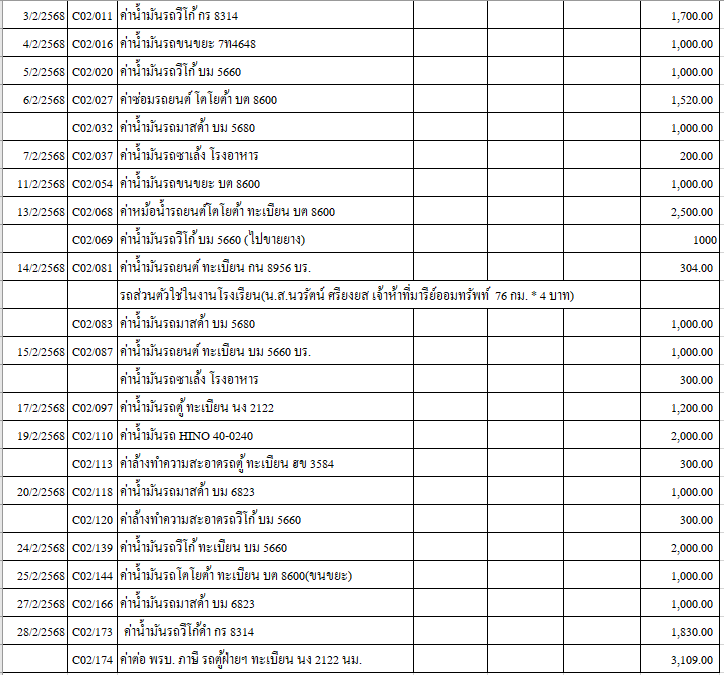 3/2/2568 C02/011 ค่าน้ำมันรถวีโก้ กร 8314 1,700.00
4/2/2568 C02/016 ค่าน้ำมันรถขนขยะ 7ท4648 1,000.00
5/2/2568 C02/020 ค่าน้ำมันรถวีโก้ บม 5660 1,000.00
6/2/2568 C02/027 ค่าซ่อมรถยนต์ โตโยต้า บต 8600 1,520.00
C02/032 ค่าน้ำมันรถมาสด้า บม 5680 1,000.00
7/2/2568 C02/037 ค่าน้ำมันรถซาเล้ง โรงอาหาร 200.00
11/2/2568 C02/054 ค่าน้ำมันรถขนขยะ บต 8600 1,000.00
13/2/2568 C02/068 ค่าหม้อน้ำรถยนต์โตโยต้า ทะเบียน บต 8600 2,500.00
C02/069 ค่าน้ำมันรถวีโก้ บม 5660 (ไปขายยาง) 1000
14/2/2568 C02/081 ค่าน้ำมันรถยนต์ ทะเบียน กน 8956 บร. 304.00
รถส่วนตัวใช่ในงานโรงเรียน(น.ส.นวรัตน์ ศรียงยส เจ้าห้าที่มารีย์ออมทรัพท์ 76 กม. * 4 บาท)
C02/083 ค่าน้ำมันรถมาสด้า บม 5680 1,000.00
15/2/2568 C02/087 ค่าน้ำมันรถยนต์ ทะเบียน บม 5660 บร. 1,000.00
ค่าน้ำมันรถซาเล้ง โรงอาหาร 300.00
17/2/2568 C02/097 ค่าน้ำมันรถตู้ ทะเบียน นง 2122 1,200.00
19/2/2568 C02/110 ค่าน้ำมันรถ HINO 40-0240 2,000.00
C02/113 ค่าล้างทำความสะอาดรถตู้ ทะเบียน ฮข 3584 300.00
20/2/2568 C02/118 ค่าน้ำมันรถมาสด้า บม 6823 1,000.00
C02/120 ค่าล้างทำความสะอาดรถวีโก้ บม 5660 300.00
24/2/2568 C02/139 ค่าน้ำมันรถวีโก้ ทะเบียน บม 5660 2,000.00
25/2/2568 C02/144 ค่าน้ำมันรถโตโยต้า ทะเบียน บต 8600(ขนขยะ) 1,000.00
27/2/2568 C02/166 ค่าน้ำมันรถมาสด้า บม 6823 1,000.00
28/2/2568 C02/173 ค่าน้ำมันรถวีโก้ดำ กร 8314 1,830.00
C02/174 ค่าต่อ พรบ. ภาษี รถตู้ฝ่ายฯ ทะเบียน นง 2122 นม. 3,109.00